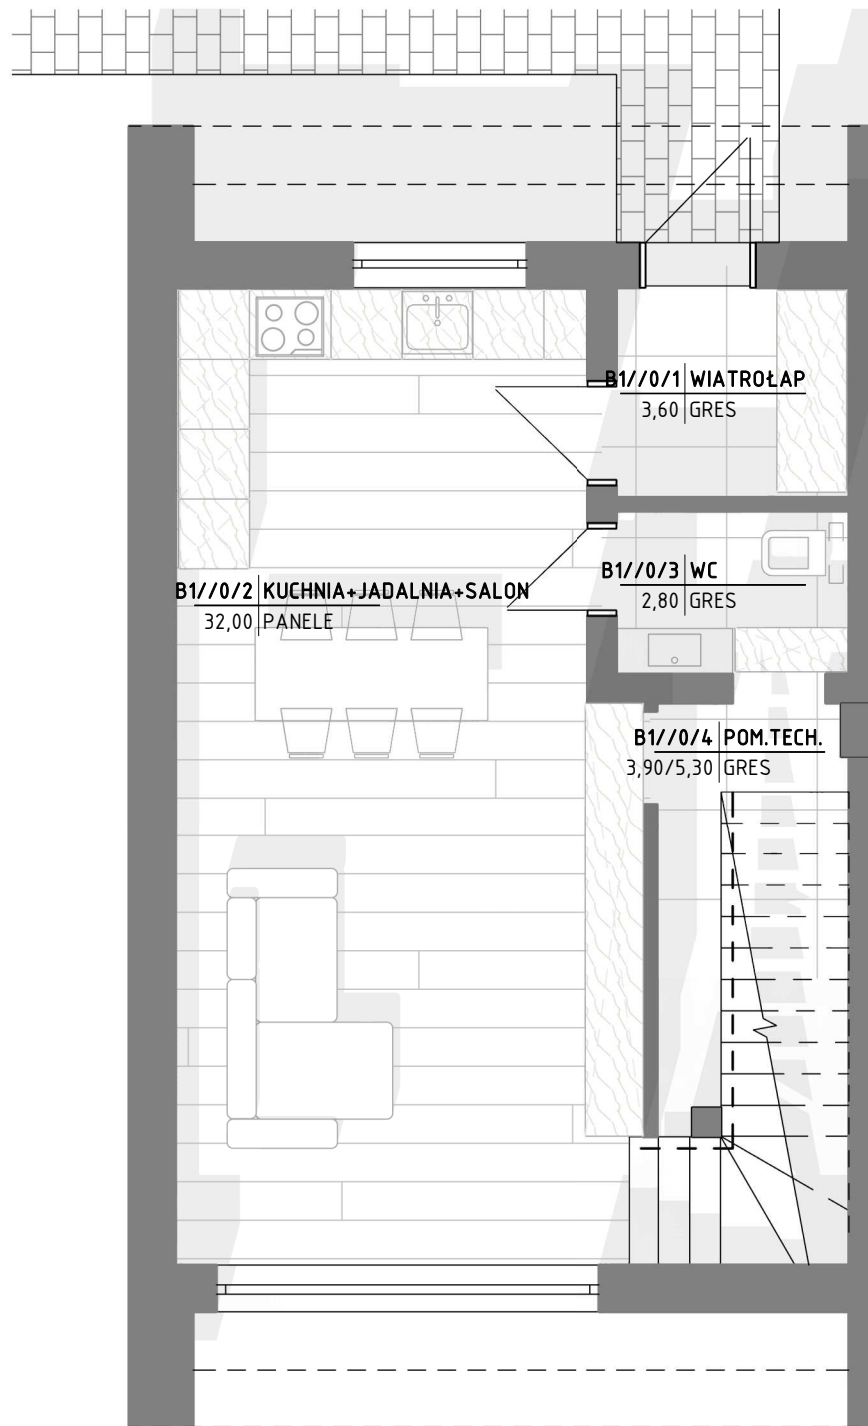 B1//0/1 WIATROŁAP
3,60 GRES
B1//0/3 WC
2,80 GRES
B1//0/2 KUCHNIA+JADALNIA+SALON
32,00 PANELE
B1//0/4 POM.TECH.
3,90/5,30 GRES